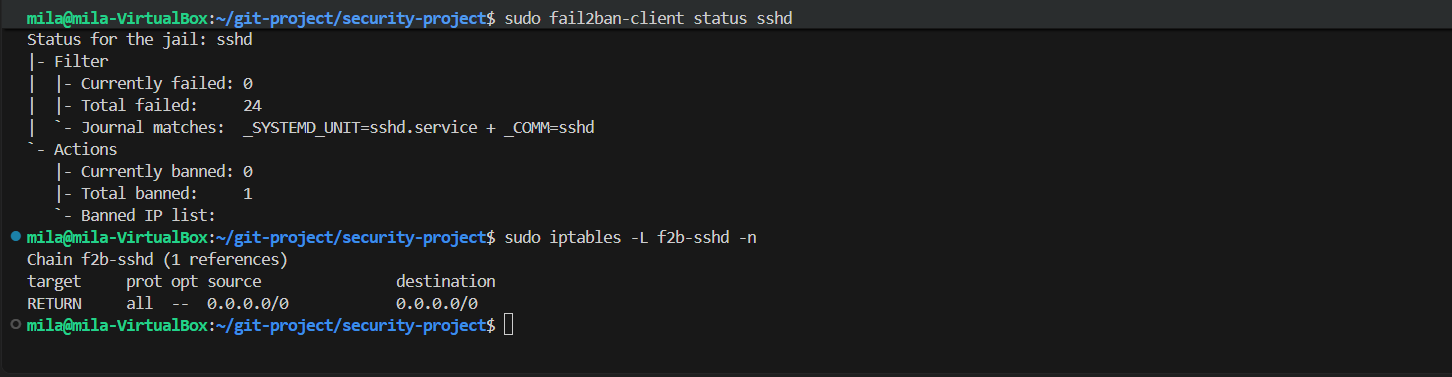 mila@mila-VirtualBox:~/git-project/security-project$ sudo fail2ban-client status sshd
Status for the jail: sshd
|- Filter
|  |- Currently failed: 0
|  |- Total failed:     24
|  `- Journal matches:  _SYSTEMD_UNIT=sshd.service + _COMM=sshd
`- Actions
   |- Currently banned: 0
   |- Total banned:     1
   `- Banned IP list:
mila@mila-VirtualBox:~/git-project/security-project$ sudo iptables -L f2b-sshd -n
Chain f2b-sshd (1 references)
target     prot opt source               destination
RETURN     all  --  0.0.0.0/0            0.0.0.0/0
mila@mila-VirtualBox:~/git-project/security-project$